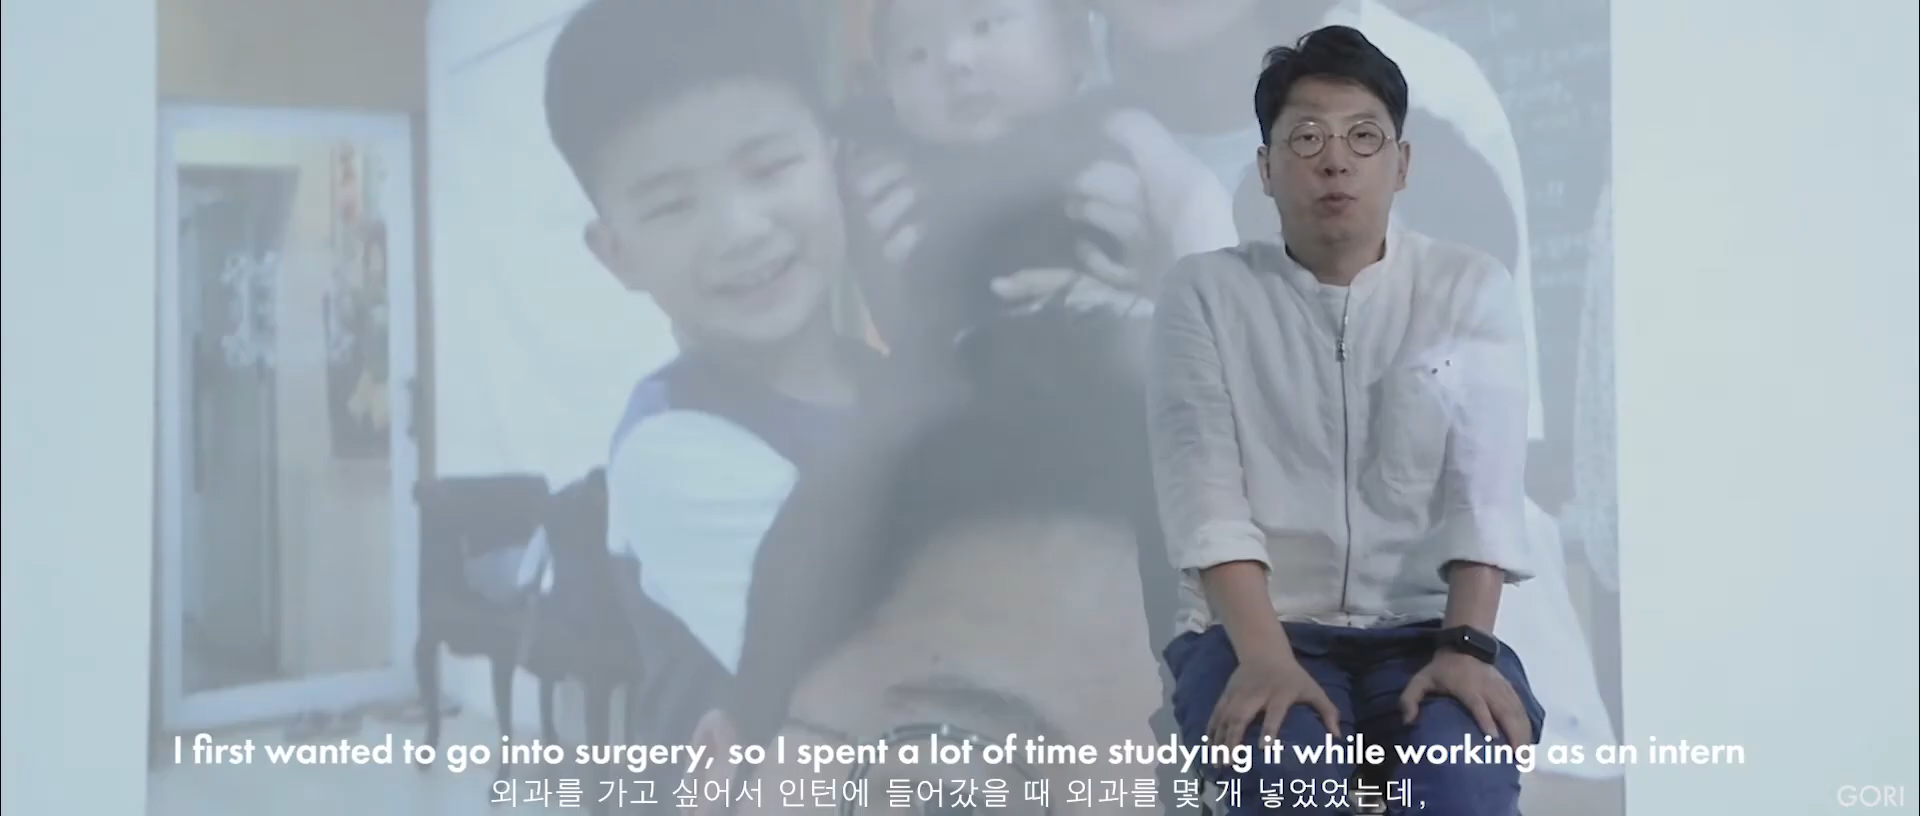 I first wanted to go into surgery, so I spent a lot of time studying it while working as an intern
외과를 가고 싶어서 인턴에 들어갔을 때 외과를 몇 개 넣었었는데,
GORI